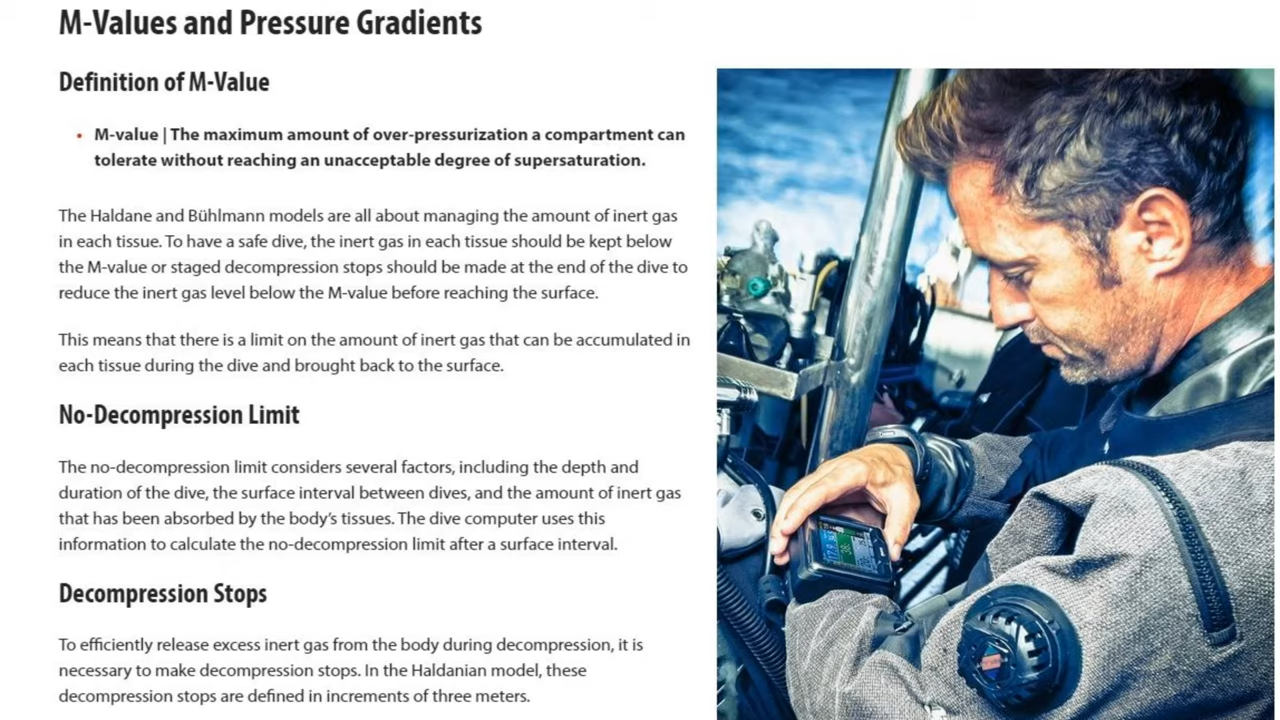 M-Values and Pressure Gradients
Definition of M-Value
• M-value | The maximum amount of over-pressurization a compartment can
tolerate without reaching an unacceptable degree of supersaturation.
The Haldane and Bühlmann models are all about managing the amount of inert gas
in each tissue. To have a safe dive, the inert gas in each tissue should be kept below
the M-value or staged decompression stops should be made at the end of the dive to
reduce the inert gas level below the M-value before reaching the surface.
This means that there is a limit on the amount of inert gas that can be accumulated in
each tissue during the dive and brought back to the surface.
No-Decompression Limit
The no-decompression limit considers several factors, including the depth and
duration of the dive, the surface interval between dives, and the amount of inert gas
that has been absorbed by the body’s tissues. The dive computer uses this
information to calculate the no-decompression limit after a surface interval.
Decompression Stops
To efficiently release excess inert gas from the body during decompression, it is
necessary to make decompression stops. In the Haldanian model, these
decompression stops are defined in increments of three meters.